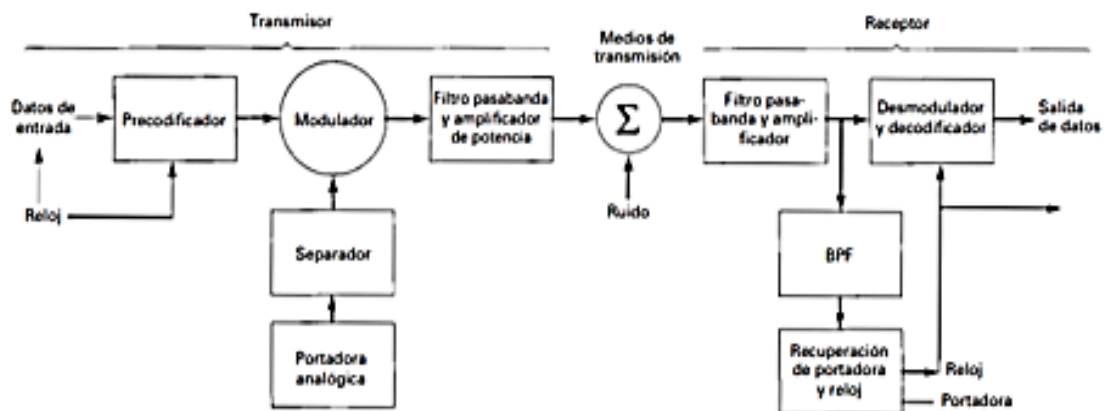 Transmisor
Medios de
transmisión
Receptor
Datos de
entrada
Precodificador
Modulador
Filtro pasabanda
y amplificador
de potencia
Σ
Filtro pasa-
banda y ampli-
ficador
Desmodulador
y decodificador
Salida
de datos
Reloj
Ruido
Separador
BPF
Portadora
analógica
Recuperación
de portadora
y reloj
Reloj
Portadora